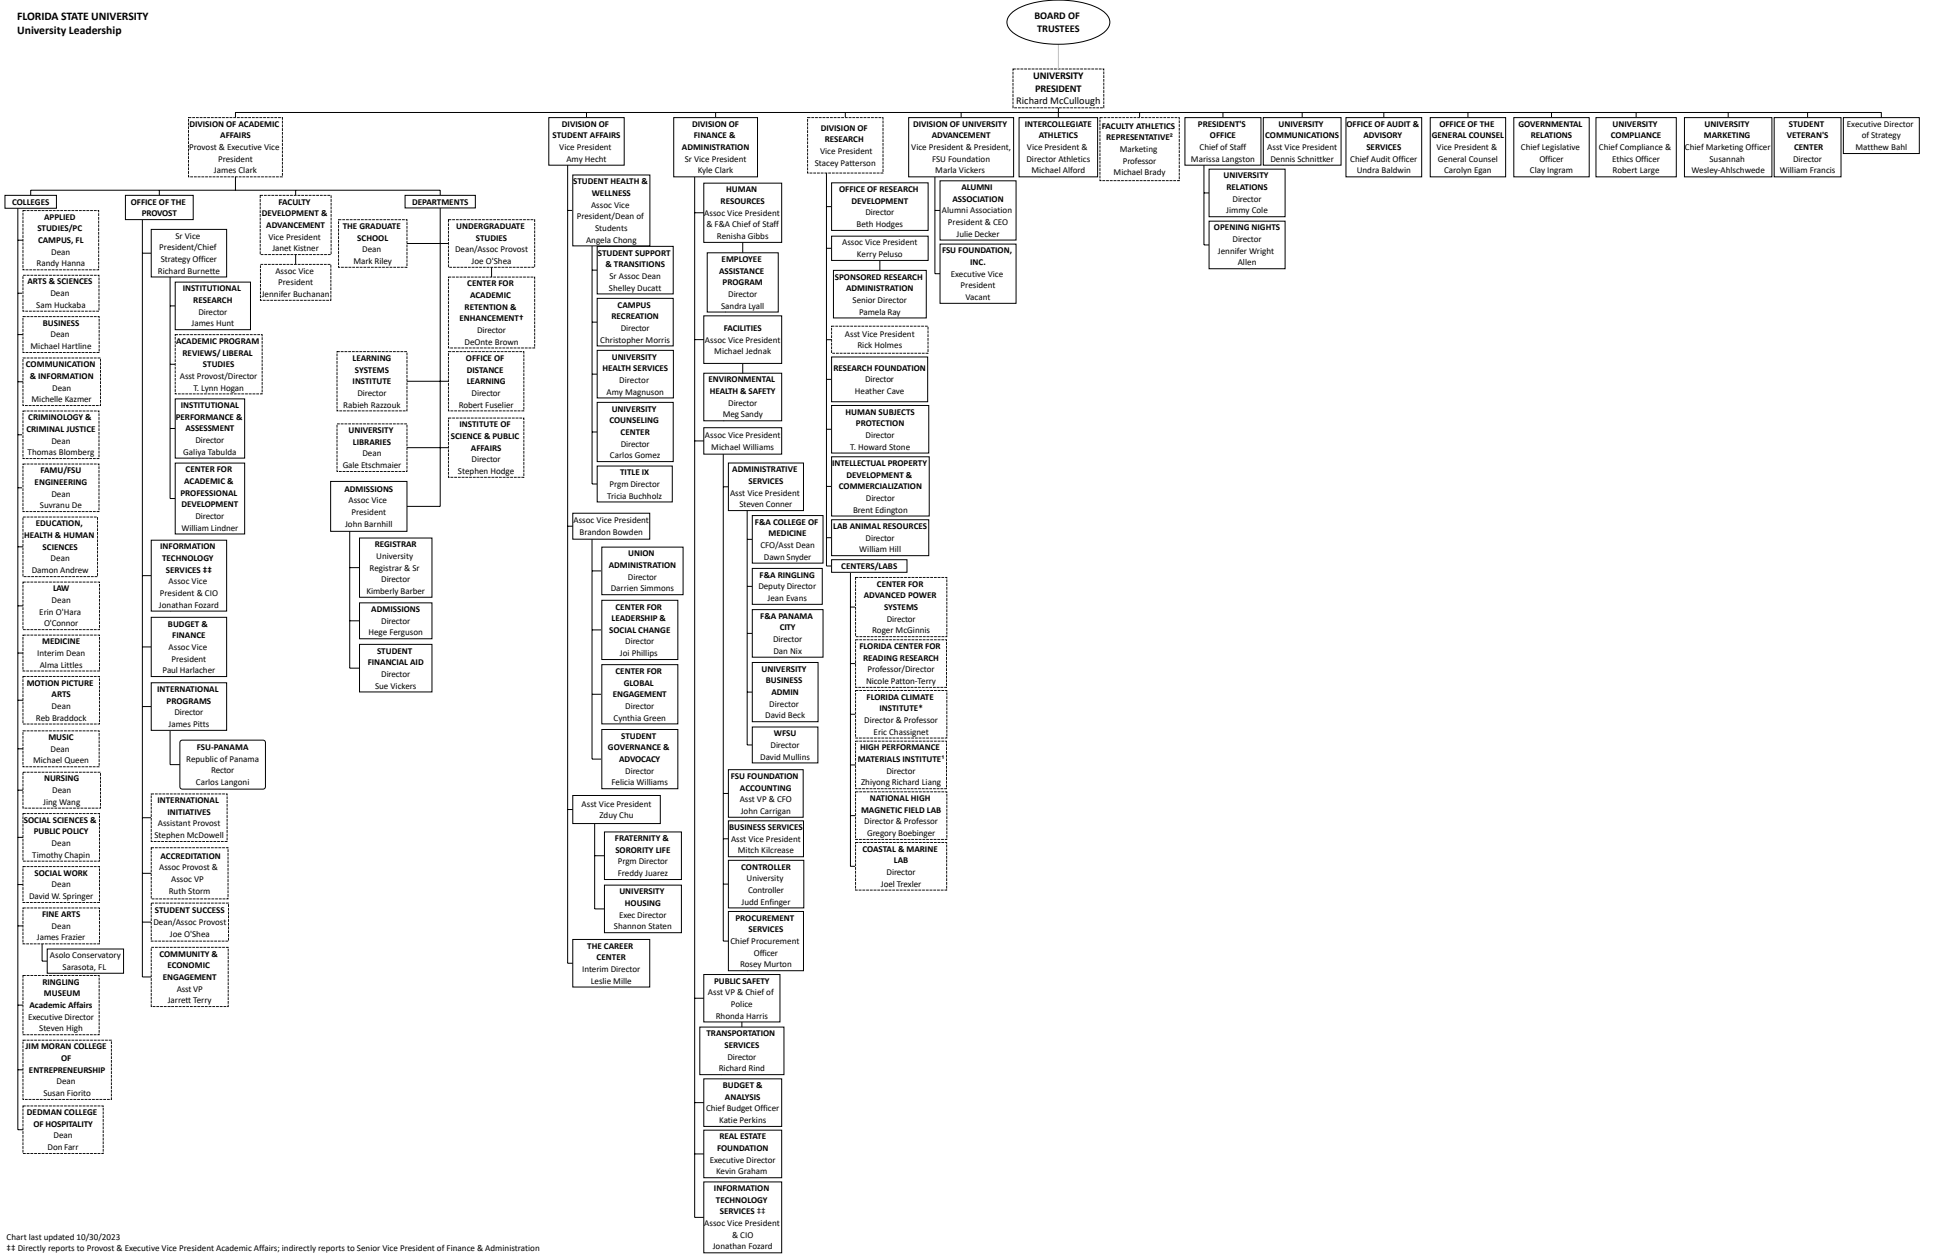 FLORIDA STATE UNIVERSITY
University Leadership
BOARD OF
TRUSTEES
UNIVERSITY
PRESIDENT
Richard McCullough
DIVISION OF ACADEMIC
AFFAIRS
Provost & Executive Vice
President
James Clark
COLLEGES
APPLIED
STUDIES/PC
CAMPUS, FL
Dean
Randy Hanna
ARTS & SCIENCES
Dean
Sam Huckaba
BUSINESS
Dean
Michael Hartline
COMMUNICATION
& INFORMATION
Dean
Michelle Kazmer
CRIMINOLOGY &
CRIMINAL JUSTICE
Dean
Thomas Blomberg
FAMU/FSU
ENGINEERING
Dean
Suvranu De
EDUCATION,
HEALTH & HUMAN
SCIENCES
Dean
Damon Andrew
LAW
Dean
Erin O'Hara
O'Connor
MEDICINE
Interim Dean
Alma Littles
MOTION PICTURE
ARTS
Dean
Reb Braddock
MUSIC
Dean
Michael Queen
NURSING
Dean
Jing Wang
SOCIAL SCIENCES &
PUBLIC POLICY
Dean
Timothy Chapin
SOCIAL WORK
Dean
David W. Springer
FINE ARTS
Dean
James Frazier
Asolo Conservatory
Sarasota, FL
RINGLING
MUSEUM
Academic Affairs
Executive Director
Steven High
JIM MORAN COLLEGE
OF
ENTREPRENEURSHIP
Dean
Susan Fiorito
DEDMAN COLLEGE
OF HOSPITALITY
Dean
Don Farr
OFFICE OF THE
PROVOST
Sr Vice
President/Chief
Strategy Officer
Richard Burnette
INSTITUTIONAL
RESEARCH
Director
James Hunt
ACADEMIC PROGRAM
REVIEWS/ LIBERAL
STUDIES
Asst Provost/Director
T. Lynn Hogan
INSTITUTIONAL
PERFORMANCE &
ASSESSMENT
Director
Galiya Tabulda
CENTER FOR
ACADEMIC &
PROFESSIONAL
DEVELOPMENT
Director
William Lindner
INFORMATION
TECHNOLOGY
SERVICES ‡‡
Assoc Vice
President & CIO
Jonathan Fozard
BUDGET &
FINANCE
Assoc Vice
President
Paul Harlacher
INTERNATIONAL
PROGRAMS
Director
James Pitts
FSU-PANAMA
Republic of Panama
Rector
Carlos Langoni
INTERNATIONAL
INITIATIVES
Assistant Provost
Stephen McDowell
ACCREDITATION
Assoc Provost &
Assoc VP
Ruth Storm
STUDENT SUCCESS
Dean/Assoc Provost
Joe O'Shea
COMMUNITY &
ECONOMIC
ENGAGEMENT
Asst VP
Jarrett Terry
FACULTY
DEVELOPMENT &
ADVANCEMENT
Vice President
Janet Kistner
Assoc Vice
President
Jennifer Buchanan
DEPARTMENTS
THE GRADUATE
SCHOOL
Dean
Mark Riley
UNDERGRADUATE
STUDIES
Dean/Assoc Provost
Joe O'Shea
CENTER FOR
ACADEMIC
RETENTION &
ENHANCEMENT†
Director
DeOnte Brown
LEARNING
SYSTEMS
INSTITUTE
Director
Rabieh Razzouk
OFFICE OF
DISTANCE
LEARNING
Director
Robert Fuselier
UNIVERSITY
LIBRARIES
Dean
Gale Etschmaier
INSTITUTE OF
SCIENCE & PUBLIC
AFFAIRS
Director
Stephen Hodge
ADMISSIONS
Assoc Vice
President
John Barnhill
REGISTRAR
University
Registrar & Sr
Director
Kimberly Barber
ADMISSIONS
Director
Hege Ferguson
STUDENT
FINANCIAL AID
Director
Sue Vickers
DIVISION OF
STUDENT AFFAIRS
Vice President
Amy Hecht
STUDENT HEALTH &
WELLNESS
Assoc Vice
President/Dean of
Students
Angela Chong
STUDENT SUPPORT
& TRANSITIONS
Sr Assoc Dean
Shelley Ducatt
CAMPUS
RECREATION
Director
Christopher Morris
UNIVERSITY
HEALTH SERVICES
Director
Amy Magnuson
UNIVERSITY
COUNSELING
CENTER
Director
Carlos Gomez
TITLE IX
Prgm Director
Tricia Buchholz
Assoc Vice President
Brandon Bowden
UNION
ADMINISTRATION
Director
Darrien Simmons
CENTER FOR
LEADERSHIP &
SOCIAL CHANGE
Director
Joi Phillips
CENTER FOR
GLOBAL
ENGAGEMENT
Director
Cynthia Green
STUDENT
GOVERNANCE &
ADVOCACY
Director
Felicia Williams
Asst Vice President
Zduy Chu
FRATERNITY &
SORORITY LIFE
Prgm Director
Freddy Juarez
UNIVERSITY
HOUSING
Exec Director
Shannon Staten
THE CAREER
CENTER
Interim Director
Leslie Mille
DIVISION OF
FINANCE &
ADMINISTRATION
Sr Vice President
Kyle Clark
HUMAN
RESOURCES
Assoc Vice President
& F&A Chief of Staff
Renisha Gibbs
EMPLOYEE
ASSISTANCE
PROGRAM
Director
Sandra Lyall
FACILITIES
Assoc Vice President
Michael Jednak
ENVIRONMENTAL
HEALTH & SAFETY
Director
Meg Sandy
Assoc Vice President
Michael Williams
ADMINISTRATIVE
SERVICES
Asst Vice President
Steven Conner
F&A COLLEGE OF
MEDICINE
CFO/Asst Dean
Dawn Snyder
F&A RINGLING
Deputy Director
Jean Evans
F&A PANAMA
CITY
Director
Dan Nix
UNIVERSITY
BUSINESS
ADMIN
Director
David Beck
WFSU
Director
David Mullins
FSU FOUNDATION
ACCOUNTING
Asst VP & CFO
John Carrigan
BUSINESS SERVICES
Asst Vice President
Mitch Kilcrease
CONTROLLER
University
Controller
Judd Enfinger
PROCUREMENT
SERVICES
Chief Procurement
Officer
Rosey Murton
PUBLIC SAFETY
Asst VP & Chief of
Police
Rhonda Harris
TRANSPORTATION
SERVICES
Director
Richard Rind
BUDGET &
ANALYSIS
Chief Budget Officer
Katie Perkins
REAL ESTATE
FOUNDATION
Executive Director
Kevin Graham
INFORMATION
TECHNOLOGY
SERVICES ‡‡
Assoc Vice President
& CIO
Jonathan Fozard
DIVISION OF
RESEARCH
Vice President
Stacey Patterson
OFFICE OF RESEARCH
DEVELOPMENT
Director
Beth Hodges
Assoc Vice President
Kerry Peluso
SPONSORED RESEARCH
ADMINISTRATION
Senior Director
Pamela Ray
Asst Vice President
Rick Holmes
RESEARCH FOUNDATION
Director
Heather Cave
HUMAN SUBJECTS
PROTECTION
Director
T. Howard Stone
INTELLECTUAL PROPERTY
DEVELOPMENT &
COMMERCIALIZATION
Director
Brent Edington
LAB ANIMAL RESOURCES
Director
William Hill
CENTERS/LABS
CENTER FOR
ADVANCED POWER
SYSTEMS
Director
Roger McGinnis
FLORIDA CENTER FOR
READING RESEARCH
Professor/Director
Nicole Patton-Terry
FLORIDA CLIMATE
INSTITUTE*
Director & Professor
Eric Chassignet
HIGH PERFORMANCE
MATERIALS INSTITUTE¹
Director
Zhiyong Richard Liang
NATIONAL HIGH
MAGNETIC FIELD LAB
Director & Professor
Gregory Boebinger
COASTAL & MARINE
LAB
Director
Joel Trexler
DIVISION OF UNIVERSITY
ADVANCEMENT
Vice President & President,
FSU Foundation
Marla Vickers
ALUMNI
ASSOCIATION
Alumni Association
President & CEO
Julie Decker
FSU FOUNDATION,
INC.
Executive Vice
President
Vacant
INTERCOLLEGIATE
ATHLETICS
Vice President &
Director Athletics
Michael Alford
FACULTY ATHLETICS
REPRESENTATIVE²
Marketing
Professor
Michael Brady
PRESIDENT'S
OFFICE
Chief of Staff
Marissa Langston
UNIVERSITY
RELATIONS
Director
Jimmy Cole
OPENING NIGHTS
Director
Jennifer Wright
Allen
UNIVERSITY
COMMUNICATIONS
Asst Vice President
Dennis Schnittker
OFFICE OF AUDIT &
ADVISORY
SERVICES
Chief Audit Officer
Undra Baldwin
OFFICE OF THE
GENERAL COUNSEL
Vice President &
General Counsel
Carolyn Egan
GOVERNMENTAL
RELATIONS
Chief Legislative
Officer
Clay Ingram
UNIVERSITY
COMPLIANCE
Chief Compliance &
Ethics Officer
Robert Large
UNIVERSITY
MARKETING
Chief Marketing Officer
Susannah
Wesley-Ahlschwede
STUDENT
VETERAN'S
CENTER
Director
William Francis
Executive Director
of Strategy
Matthew Bahl
Chart last updated 10/30/2023
‡‡ Directly reports to Provost & Executive Vice President Academic Affairs; indirectly reports to Senior Vice President of Finance & Administration